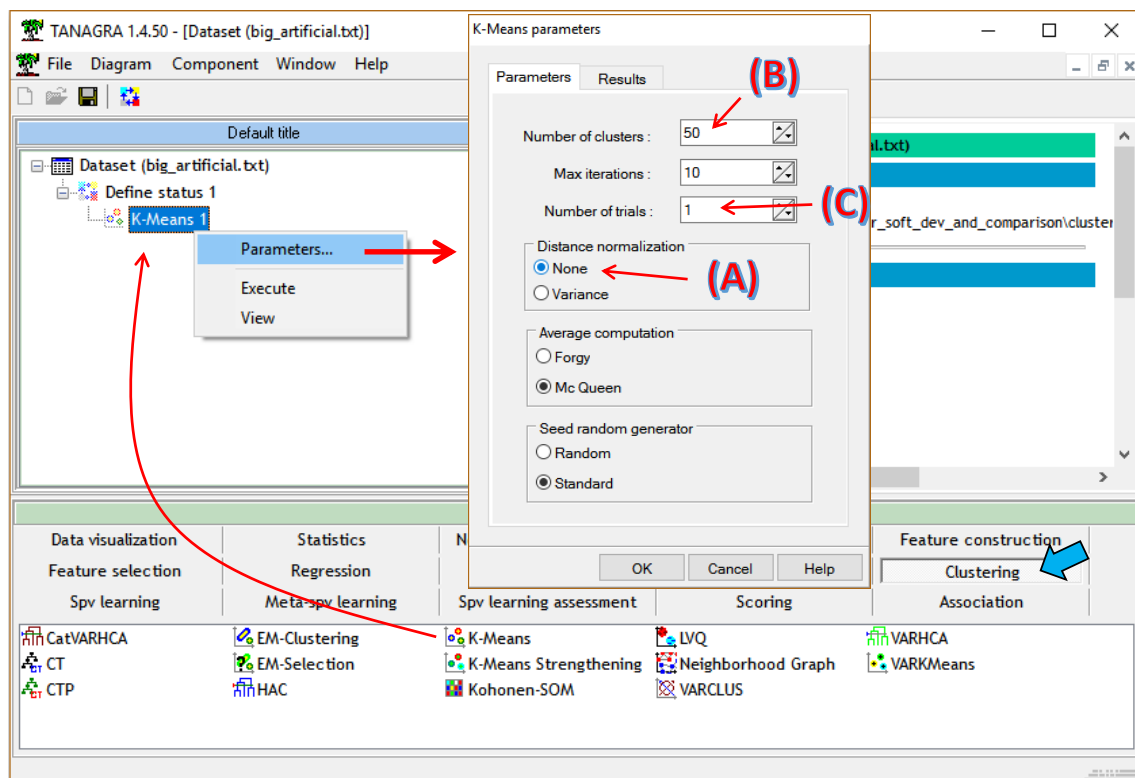 TANAGRA 1.4.50 - [Dataset (big_artificial.txt)]
File Diagram Component Window Help
Default title
Dataset (big_artificial.txt)
Define status 1
K-Means 1
Parameters...
Execute
View
K-Means parameters
Parameters Results
(B)
Number of clusters : 50
Max iterations : 10
Number of trials : 1
(C)
Distance normalization
None
(A)
Variance
Average computation
Forgy
Mc Queen
Seed random generator
Random
Standard
OK Cancel Help
al.txt)
r_soft_dev_and_comparison\cluster
Data visualization Statistics N Feature construction
Feature selection Regression Clustering
Spv learning Meta-spv learning Spv learning assessment Scoring Association
CatVARHCA EM-Clustering K-Means LVQ VARHCA
CT EM-Selection K-Means Strengthening Neighborhood Graph VARKMeans
CTP HAC Kohonen-SOM VARCLUS